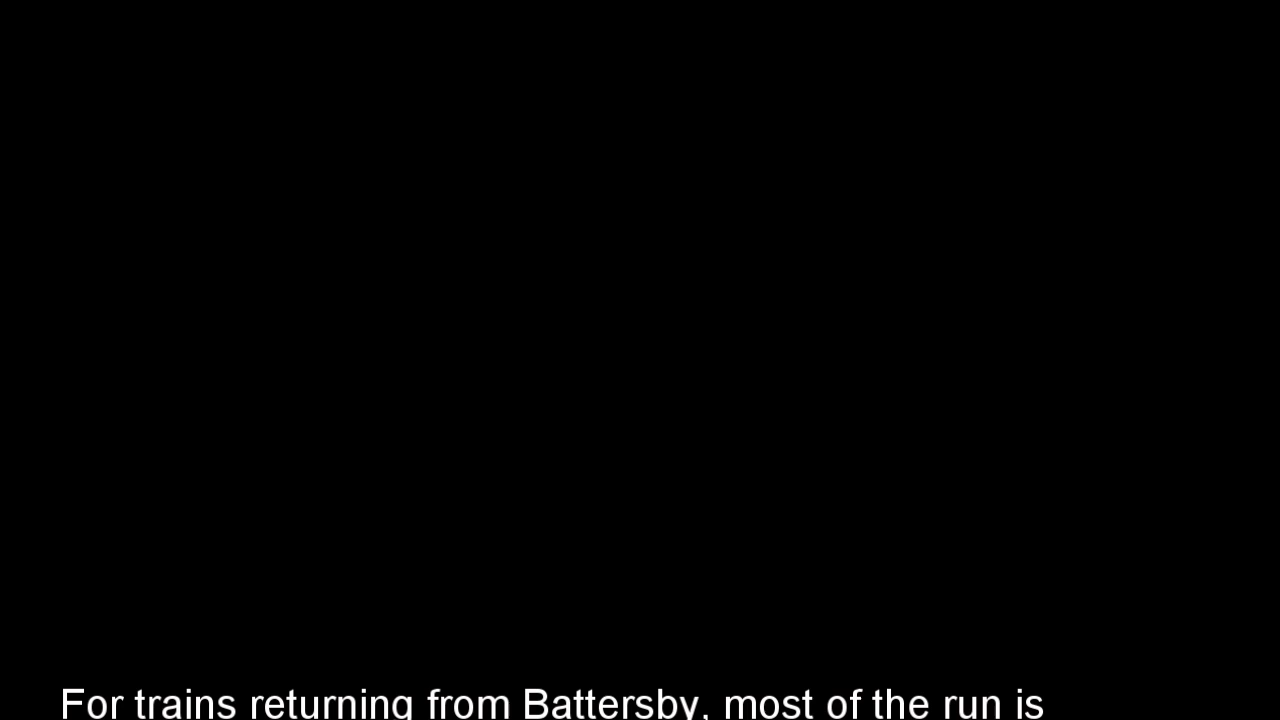 For trains returning from Battersby, most of the run is